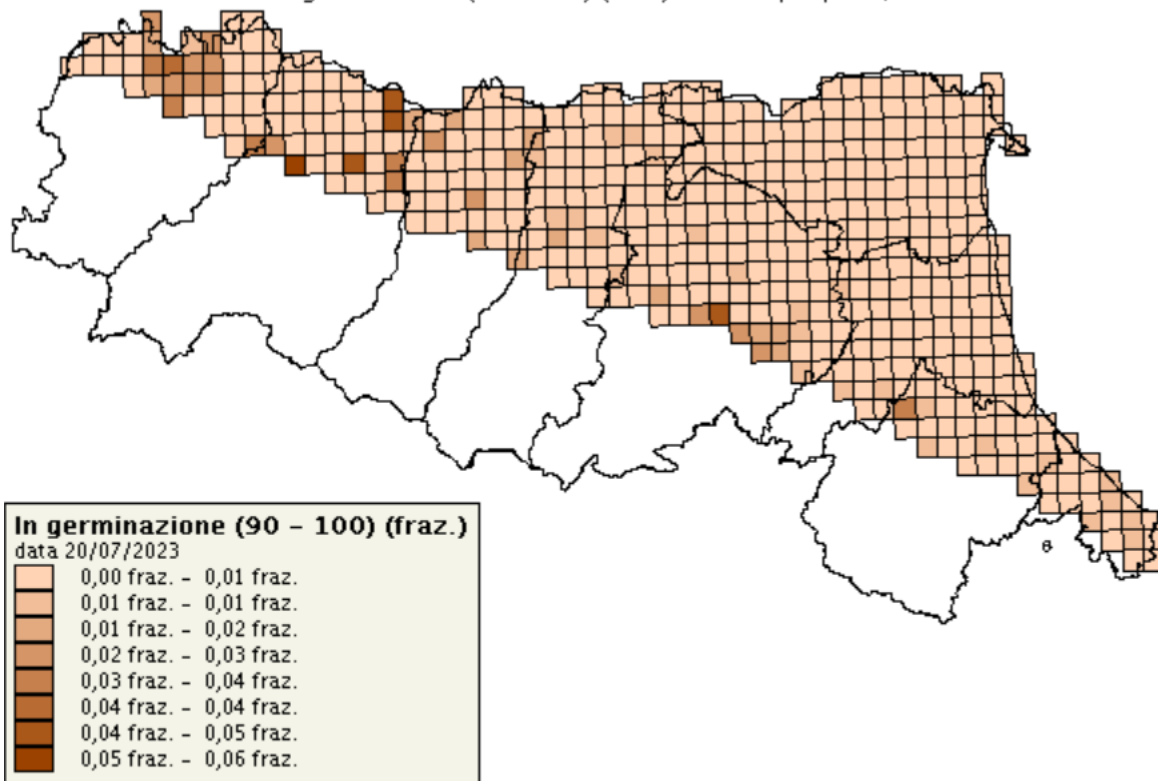 In germinazione (90 – 100) (fraz.)
data 20/07/2023
0,00 fraz. – 0,01 fraz.
0,01 fraz. – 0,01 fraz.
0,01 fraz. – 0,02 fraz.
0,02 fraz. – 0,03 fraz.
0,03 fraz. – 0,04 fraz.
0,04 fraz. – 0,04 fraz.
0,04 fraz. – 0,05 fraz.
0,05 fraz. – 0,06 fraz.